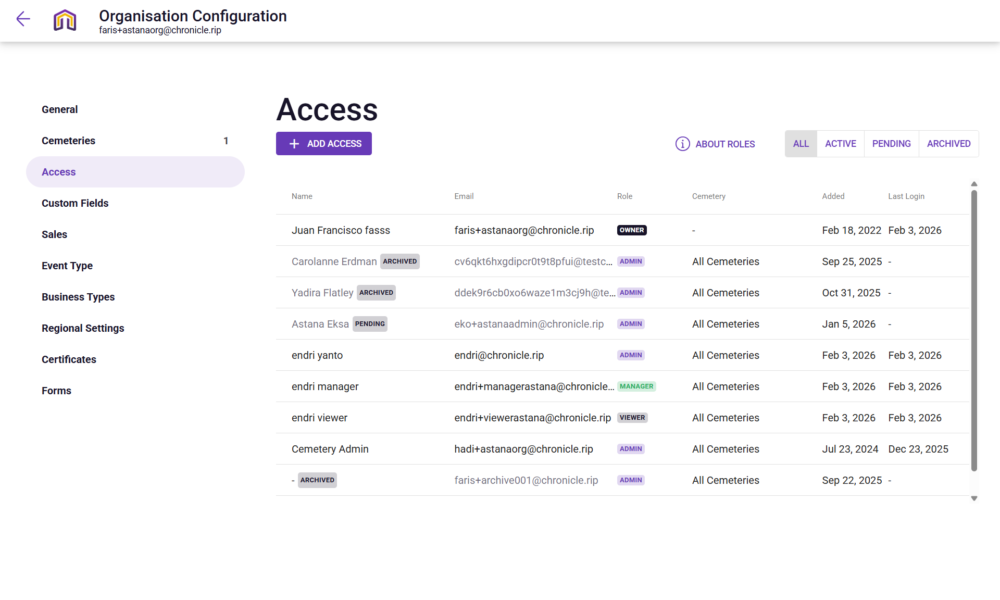 Organisation Configuration
faris+astanaorg@chronicle.rip
General
Cemeteries 1
Access
Custom Fields
Sales
Event Type
Business Types
Regional Settings
Certificates
Forms
Access
ADD ACCESS
ABOUT ROLES
ALL ACTIVE PENDING ARCHIVED
Name Email Role Cemetery Added Last Login
Juan Francisco fasss faris+astanaorg@chronicle.rip OWNER - Feb 18, 2022 Feb 3, 2026
Carolanne Erdman ARCHIVED cv6qkt6hxgdipcr0t9t8pfui@testc... ADMIN All Cemeteries Sep 25, 2025 -
Yadira Flatley ARCHIVED ddek9r6cb0xo6waze1m3cj9h@te... ADMIN All Cemeteries Oct 31, 2025 -
Astana Eksa PENDING eko+astanaadmin@chronicle.rip ADMIN All Cemeteries Jan 5, 2026 -
endri yanto endri@chronicle.rip ADMIN All Cemeteries Feb 3, 2026 Feb 3, 2026
endri manager endri+managerastana@chronicle... MANAGER All Cemeteries Feb 3, 2026 Feb 3, 2026
endri viewer endri+viewerastana@chronicle.rip VIEWER All Cemeteries Feb 3, 2026 Feb 3, 2026
Cemetery Admin hadi+astanaorg@chronicle.rip ADMIN All Cemeteries Jul 23, 2024 Dec 23, 2025
- ARCHIVED faris+archive001@chronicle.rip ADMIN All Cemeteries Sep 22, 2025 -